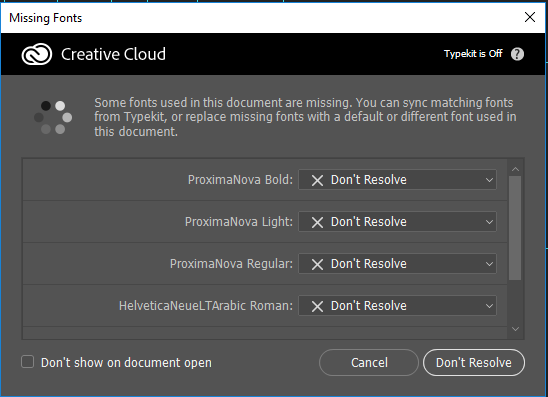 Missing Fonts
Creative Cloud
Typekit is Off ?
Some fonts used in this document are missing. You can sync matching fonts
from Typekit, or replace missing fonts with a default or different font used in
this document.
ProximaNova Bold: Don't Resolve
ProximaNova Light: Don't Resolve
ProximaNova Regular: Don't Resolve
HelveticaNeueLTArabic Roman: Don't Resolve
Don't show on document open
Cancel
Don't Resolve